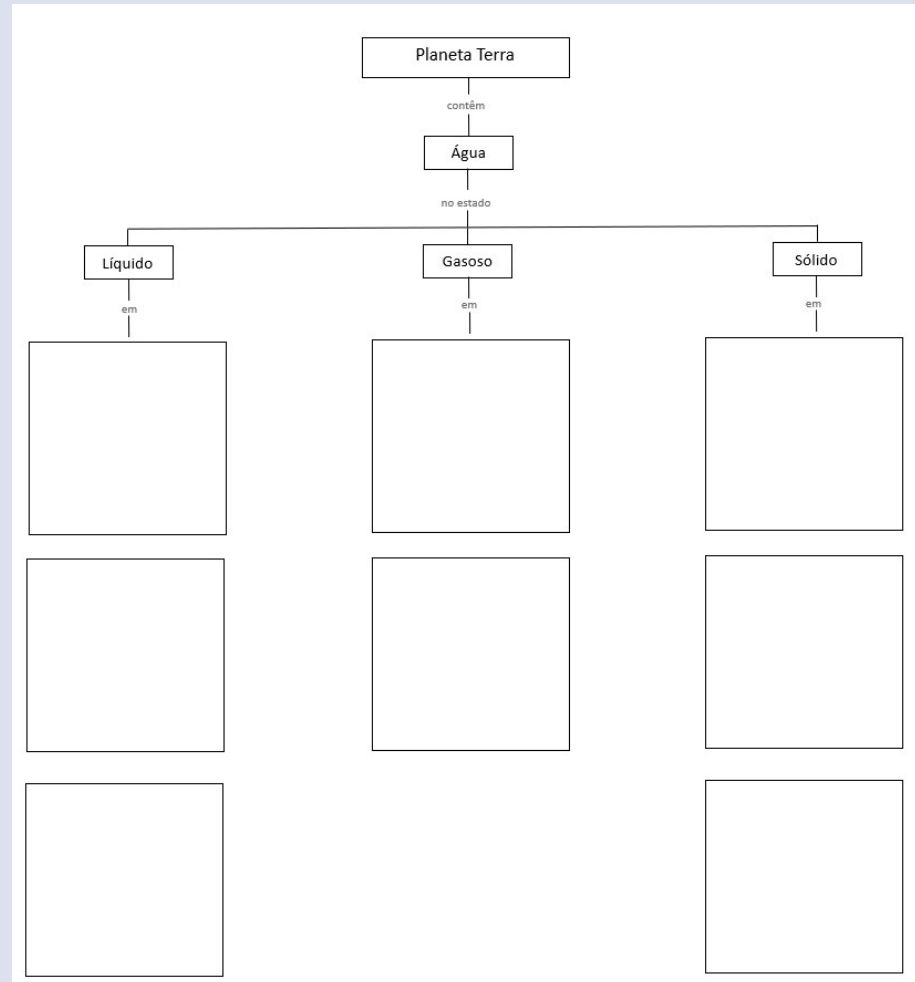 Planeta Terra
contêm
Água
no estado
Líquido
Gasoso
Sólido
em
em
em